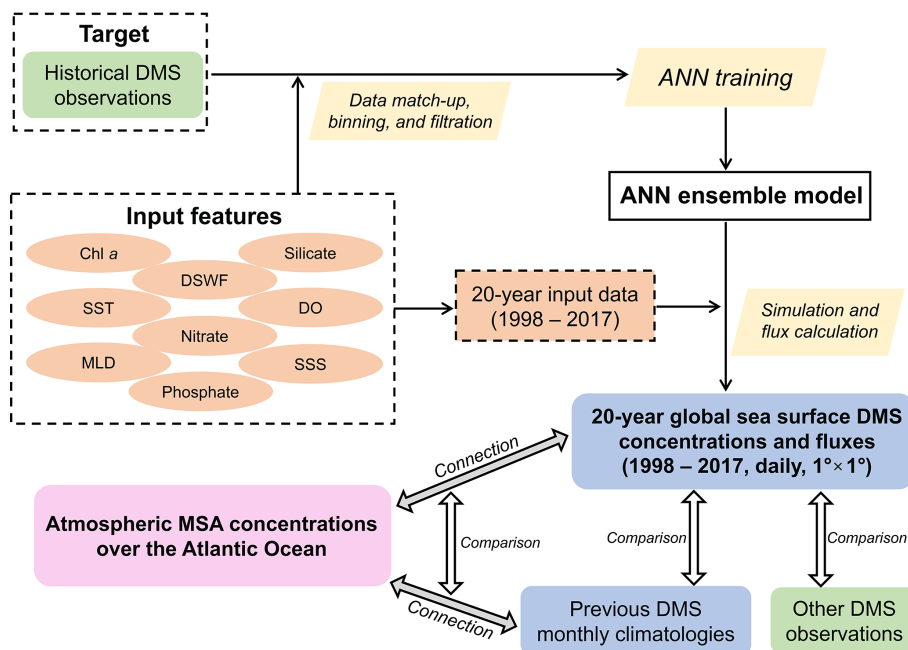 Target
Historical DMS
observations
Data match-up,
binning, and filtration
ANN training
ANN ensemble model
Input features
Chl a
Silicate
DSWF
SST
DO
Nitrate
MLD
SSS
Phosphate
20-year input data
(1998 – 2017)
Simulation and
flux calculation
20-year global sea surface DMS
concentrations and fluxes
(1998 – 2017, daily, 1°× 1°)
Connection
Atmospheric MSA concentrations
over the Atlantic Ocean
Comparison
Comparison
Comparison
Connection
Previous DMS
monthly climatologies
Other DMS
observations